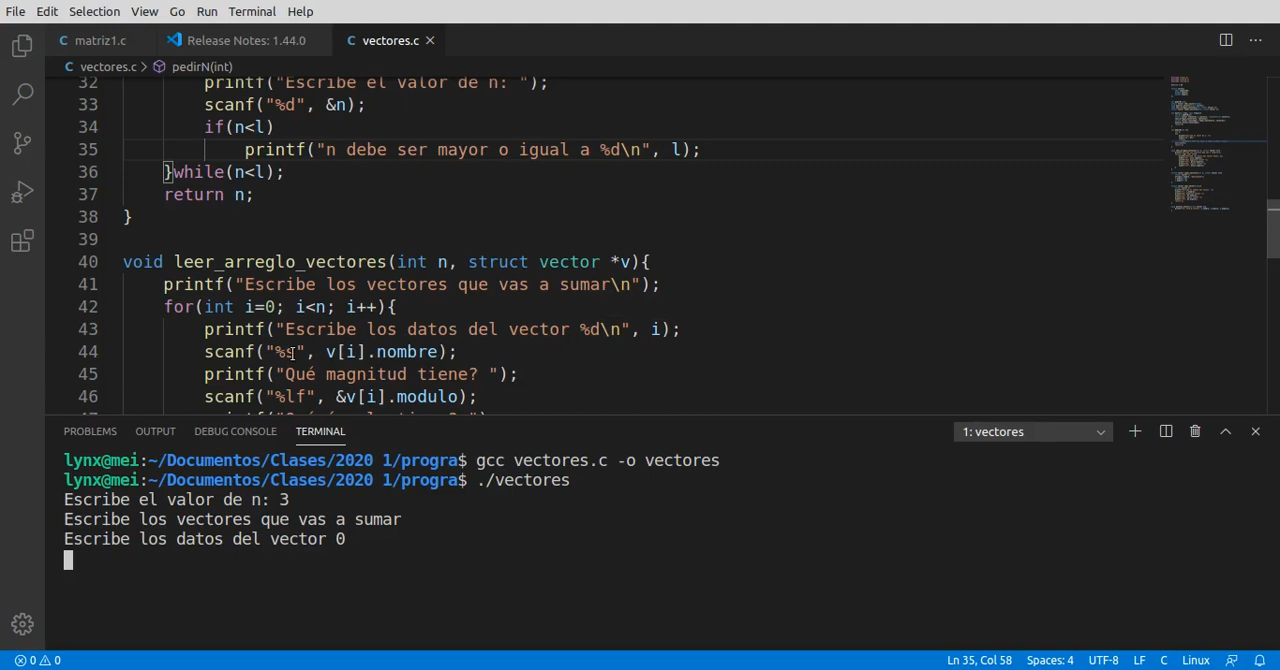 File Edit Selection View Go Run Terminal Help
matriz1.c Release Notes: 1.44.0 vectores.c
vectores.c > pedirN(int)
32 printf("Escribe el valor de n: ");
33 scanf("%d", &n);
34 if(n<l)
35 printf("n debe ser mayor o igual a %d\n", l);
36 }while(n<l);
37 return n;
38 }
39
40 void leer_arreglo_vectores(int n, struct vector *v){
41 printf("Escribe los vectores que vas a sumar\n");
42 for(int i=0; i<n; i++){
43 printf("Escribe los datos del vector %d\n", i);
44 scanf("%s", v[i].nombre);
45 printf("Qué magnitud tiene? ");
46 scanf("%lf", &v[i].modulo);
PROBLEMS OUTPUT DEBUG CONSOLE TERMINAL 1: vectores
lynx@mei:~/Documentos/Clases/2020 1/progra$ gcc vectores.c -o vectores
lynx@mei:~/Documentos/Clases/2020 1/progra$ ./vectores
Escribe el valor de n: 3
Escribe los vectores que vas a sumar
Escribe los datos del vector 0
0 0 Ln 35, Col 58 Spaces: 4 UTF-8 LF C Linux